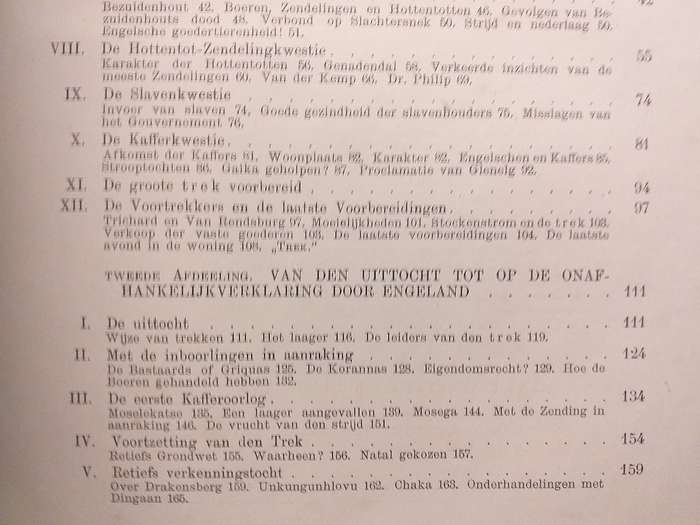 Bezuidenhout 42. Boeren, Zendelingen en Hottentotten 46. Gevolgen van Be-
zuidenhouts dood 48. Verbond op Slachtersnek 50. Strijd en nederlaag 50.
Engelsche goedertierenheid! 51.
VIII. De Hottentot-Zendelingkwestie . . . . . . . . . . . . . 55
Karakter der Hottentotten 56. Genadendal 58. Verkeerde inzichten van de
meeste Zendelingen 60. Van der Kemp 66. Dr. Philip 69.
IX. De Slavenkwestie . . . . . . . . . . . . . . . . 74
Invoer van slaven 74. Goede gezindheid der slavenhouders 75. Misslagen van
het Gouvernement 76.
X. De Kafferkwestie . . . . . . . . . . . . . . . . 81
Afkomst der Kaffers 81. Woonplaats 82. Karakter 82. Engelschen en Kaffers 85.
Strooptochten 86. Gaika geholpen? 87. Proclamatie van Glenelg 92.
XI. De groote trek voorbereid . . . . . . . . . . . . . 94
XII. De Voortrekkers en de laatste Voorbereidingen . . . . . . . 97
Trichard en Van Rensburg 97. Moeielijkheden 101. Stockenstrom en de trek 103.
Verkoop der vaste goederen 103. De laatste voorbereidingen 104. De laatste
avond in de woning 108. „Trek.”
TWEEDE AFDEELING. VAN DEN UITTOCHT TOT OP DE ONAF-
HANKELIJKVERKLARING DOOR ENGELAND . . . . . . . 111
I. De uittocht . . . . . . . . . . . . . . . . . . 111
Wijze van trekken 111. Het laager 116. De leiders van den trek 119.
II. Met de inboorlingen in aanraking . . . . . . . . . . . 124
De Bastaards of Griquas 125. De Korannas 128. Eigendomsrecht? 129. Hoe de
Boeren gehandeld hebben 132.
III. De eerste Kafferoorlog . . . . . . . . . . . . . . . 134
Moselekatse 135. Een laager aangevallen 139. Mosega 144. Met de Zending in
aanraking 146. De vrucht van den strijd 151.
IV. Voortzetting van den Trek . . . . . . . . . . . . . 154
Retiefs Grondwet 155. Waarheen? 156. Natal gekozen 157.
V. Retiefs verkenningstocht . . . . . . . . . . . . . . 159
Over Drakensberg 159. Unkungunhlovu 162. Chaka 163. Onderhandelingen met
Dingaan 165.